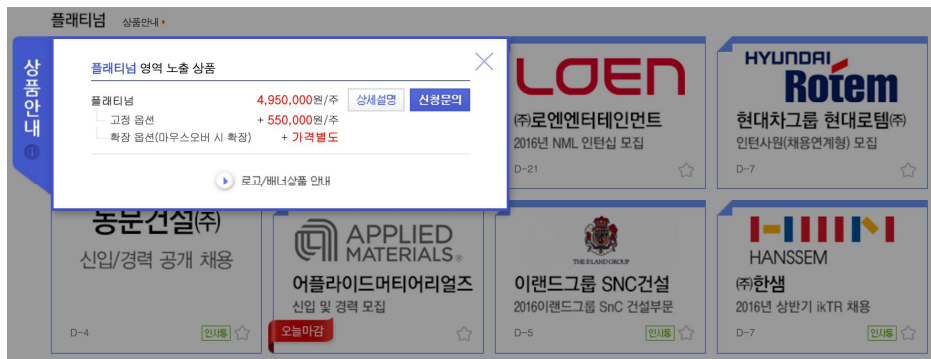 플래티넘 상품안내
상품안내
플래티넘 영역 노출 상품
플래티넘 4,950,000원/주 상세설명 신청문의
고정 옵션 + 550,000원/주
확장 옵션(마우스오버 시 확장) + 가격별도
로고/배너상품 안내
LOEN
㈜로엔엔터테인먼트
2016년 NML 인턴십 모집
D-21
HYUNDAI
Rotem
현대차그룹 현대로템㈜
인턴사원(채용연계형) 모집
D-7
동문건설㈜
신입/경력 공개 채용
D-4 인사통
APPLIED
MATERIALS®
어플라이드머티어리얼즈
신입 및 경력 모집
오늘마감
THE E·LAND GROUP
이랜드그룹 SNC건설
2016이랜드그룹 SnC 건설부문
D-5 인사통
HANSSEM
㈜한샘
2016년 상반기 ikTR 채용
D-7 인사통